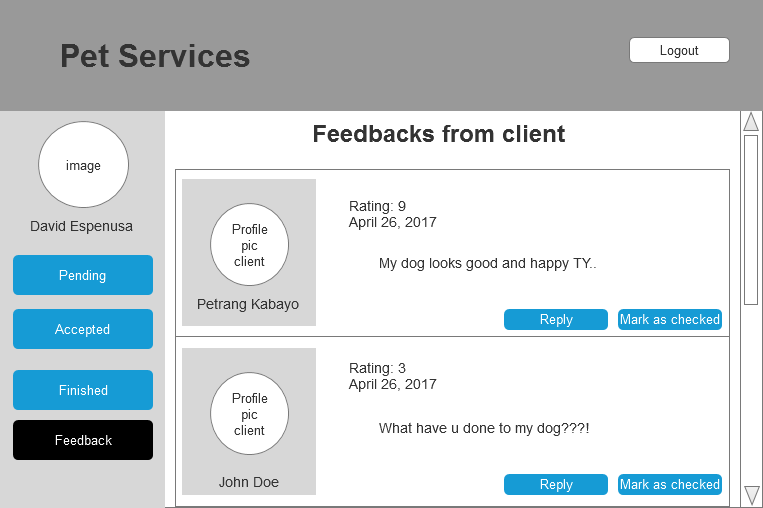 Pet Services
Logout
image
David Espenusa
Pending
Accepted
Finished
Feedback
Feedbacks from client
Profile
pic
client
Petrang Kabayo
Rating: 9
April 26, 2017
My dog looks good and happy TY..
Reply
Mark as checked
Profile
pic
client
John Doe
Rating: 3
April 26, 2017
What have u done to my dog???!
Reply
Mark as checked